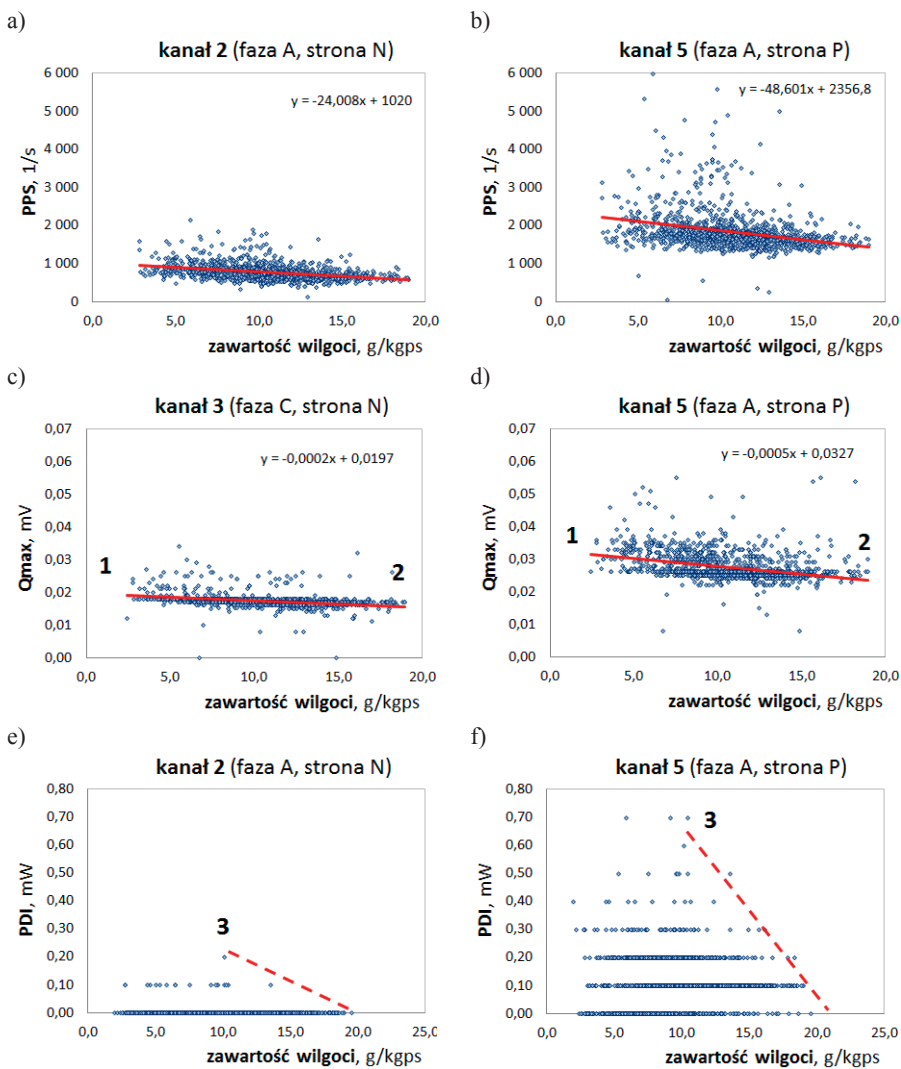 a)
kanał 2 (faza A, strona N)
6 000
5 000
4 000
3 000
2 000
1 000
0
PPS, 1/s
y = -24,008x + 1020
0,0 5,0 10,0 15,0 20,0
zawartość wilgoci, g/kgps
b)
kanał 5 (faza A, strona P)
6 000
5 000
4 000
3 000
2 000
1 000
0
PPS, 1/s
y = -48,601x + 2356,8
0,0 5,0 10,0 15,0 20,0
zawartość wilgoci, g/kgps
c)
kanał 3 (faza C, strona N)
0,07
0,06
0,05
0,04
0,03
0,02
0,01
0,00
Qmax, mV
y = -0,0002x + 0,0197
1
2
0,0 5,0 10,0 15,0 20,0
zawartość wilgoci, g/kgps
d)
kanał 5 (faza A, strona P)
0,07
0,06
0,05
0,04
0,03
0,02
0,01
0,00
Qmax, mV
y = -0,0005x + 0,0327
1
2
0,0 5,0 10,0 15,0 20,0
zawartość wilgoci, g/kgps
e)
kanał 2 (faza A, strona N)
0,80
0,70
0,60
0,50
0,40
0,30
0,20
0,10
0,00
PDI, mW
3
0,0 5,0 10,0 15,0 20,0 25,0
zawartość wilgoci, g/kgps
f)
kanał 5 (faza A, strona P)
0,80
0,70
0,60
0,50
0,40
0,30
0,20
0,10
0,00
PDI, mW
3
0,0 5,0 10,0 15,0 20,0 25,0
zawartość wilgoci, g/kgps